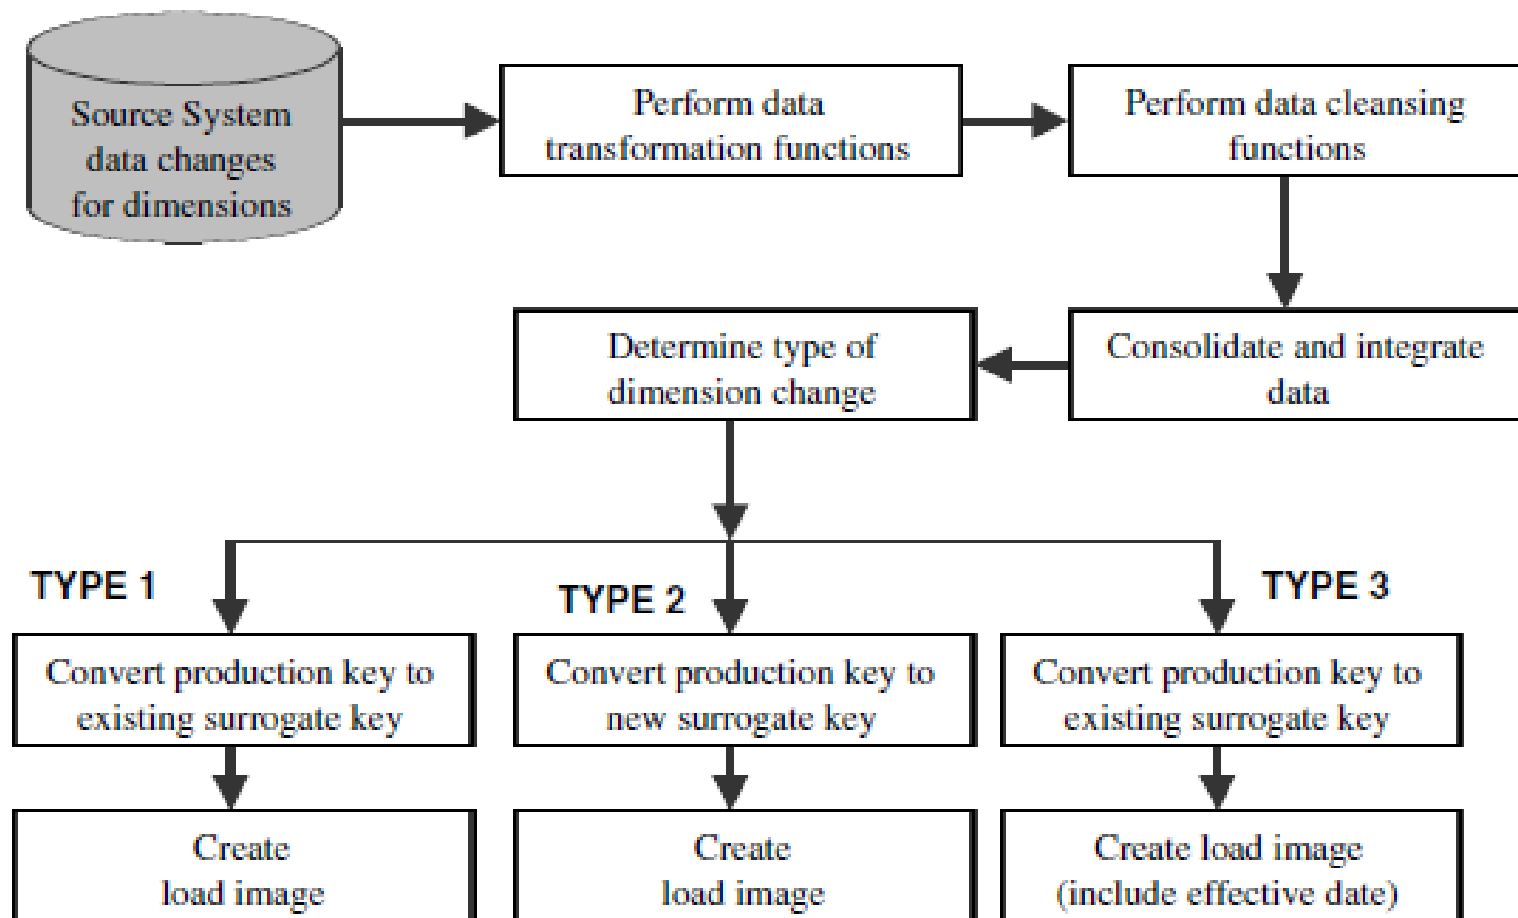 Source System
data changes
for dimensions
Perform data
transformation functions
Perform data cleansing
functions
Determine type of
dimension change
Consolidate and integrate
data
TYPE 1
TYPE 2
TYPE 3
Convert production key to
existing surrogate key
Convert production key to
new surrogate key
Convert production key to
existing surrogate key
Create
load image
Create
load image
Create load image
(include effective date)